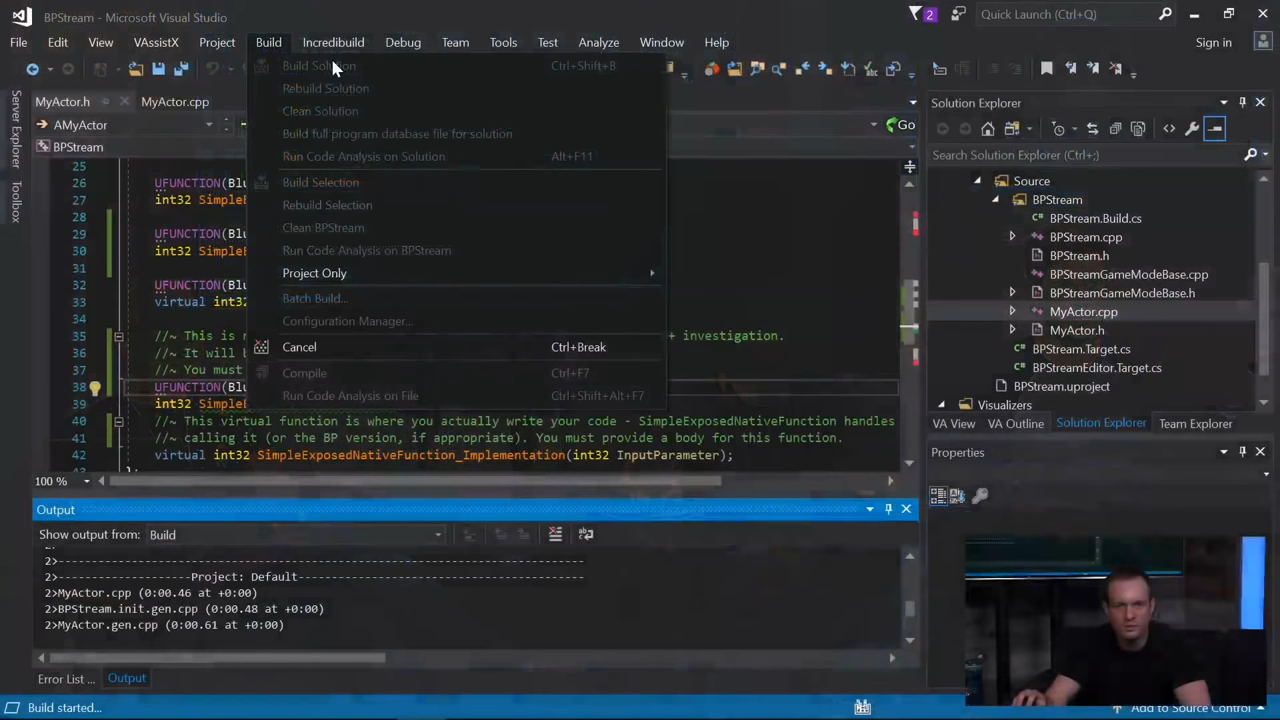 BPStream - Microsoft Visual Studio
2
Quick Launch (Ctrl+Q)
File Edit View VAssistX Project Build Incredibuild Debug Team Tools Test Analyze Window Help
Sign in
Server Explorer
Toolbox
MyActor.h MyActor.cpp
AMyActor
Go
BPStream
Build Solution Ctrl+Shift+B
Rebuild Solution
Clean Solution
Build full program database file for solution
Run Code Analysis on Solution Alt+F11
Build Selection
Rebuild Selection
Clean BPStream
Run Code Analysis on BPStream
Project Only
Batch Build...
Configuration Manager...
Cancel Ctrl+Break
Compile Ctrl+F7
Run Code Analysis on File Ctrl+Shift+Alt+F7
25
26 UFUNCTION(Blu
27 int32 Simple
28
29 UFUNCTION(Blu
30 int32 Simple
31
32 UFUNCTION(Blu
33 virtual int3
34
35 //~ This is n + investigation.
36 //~ It will b
37 //~ You must
38 UFUNCTION(Blu
39 int32 Simple
40 //~ This virtual function is where you actually write your code - SimpleExposedNativeFunction handles
41 //~ calling it (or the BP version, if appropriate). You must provide a body for this function.
42 virtual int32 SimpleExposedNativeFunction_Implementation(int32 InputParameter);
100 %
Output
Show output from: Build
2>------------------------------------------------------------------------
2>-------------------Project: Default-------------------------------------
2>MyActor.cpp (0:00.46 at +0:00)
2>BPStream.init.gen.cpp (0:00.48 at +0:00)
2>MyActor.gen.cpp (0:00.61 at +0:00)
Error List ... Output
Build started...
Solution Explorer
Search Solution Explorer (Ctrl+;)
Source
BPStream
BPStream.Build.cs
BPStream.cpp
BPStream.h
BPStreamGameModeBase.cpp
BPStreamGameModeBase.h
MyActor.cpp
MyActor.h
BPStream.Target.cs
BPStreamEditor.Target.cs
BPStream.uproject
Visualizers
VA View VA Outline Solution Explorer Team Explorer
Properties
Add to Source Control